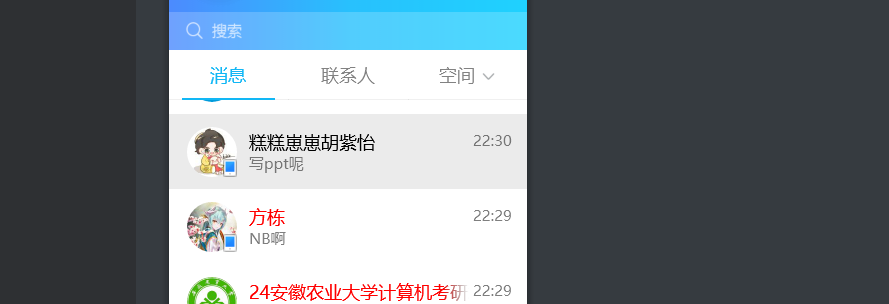 搜索
消息 联系人 空间
糕糕崽崽胡紫怡 22:30
写ppt呢
方栋 22:29
NB啊
24安徽农业大学计算机考研 22:29